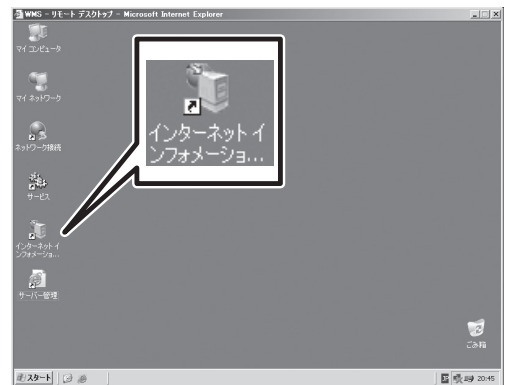 WMS - リモート デスクトップ - Microsoft Internet Explorer
マイ コンピュータ
マイ ネットワーク
ネットワーク接続
サービス
インターネット イ
ンフォメーショ...
サーバー管理
インターネット イ
ンフォメーショ...
ごみ箱
スタート
20:45